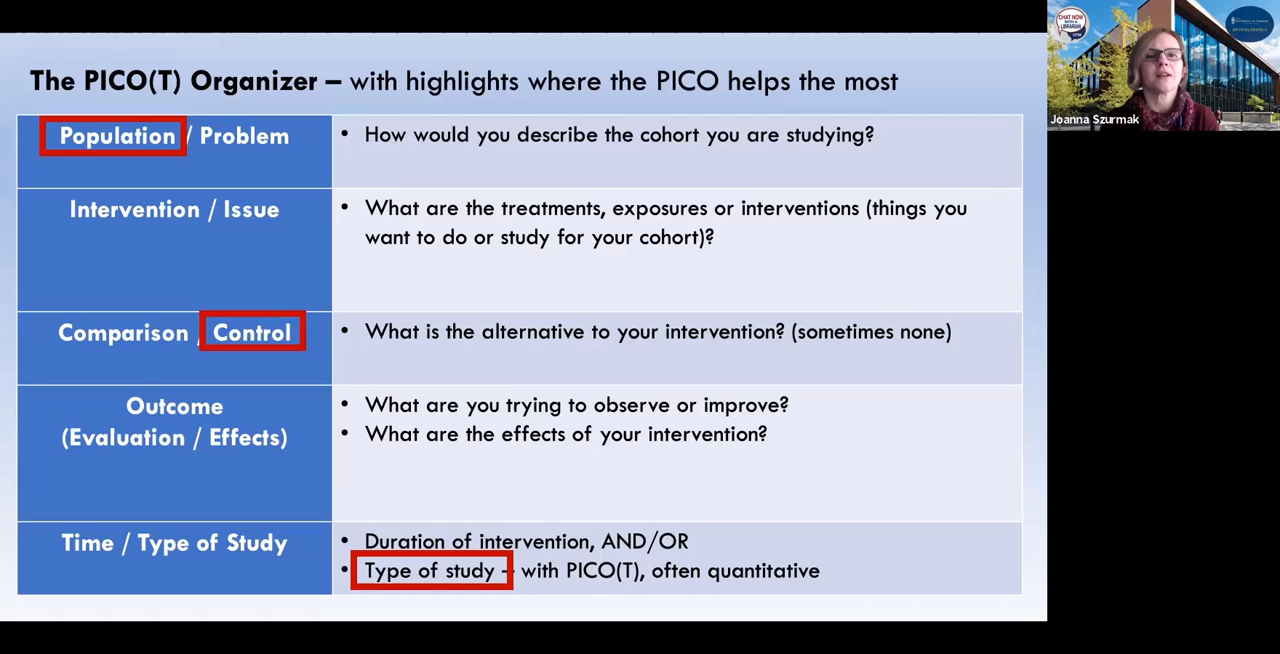 The PICO(T) Organizer – with highlights where the PICO helps the most
Population / Problem
• How would you describe the cohort you are studying?
Intervention / Issue
• What are the treatments, exposures or interventions (things you
want to do or study for your cohort)?
Comparison / Control
• What is the alternative to your intervention? (sometimes none)
Outcome
(Evaluation / Effects)
• What are you trying to observe or improve?
• What are the effects of your intervention?
Time / Type of Study
• Duration of intervention, AND/OR
• Type of study – with PICO(T), often quantitative
CHAT NOW
WITH A
LIBRARIAN
Joanna Szurmak